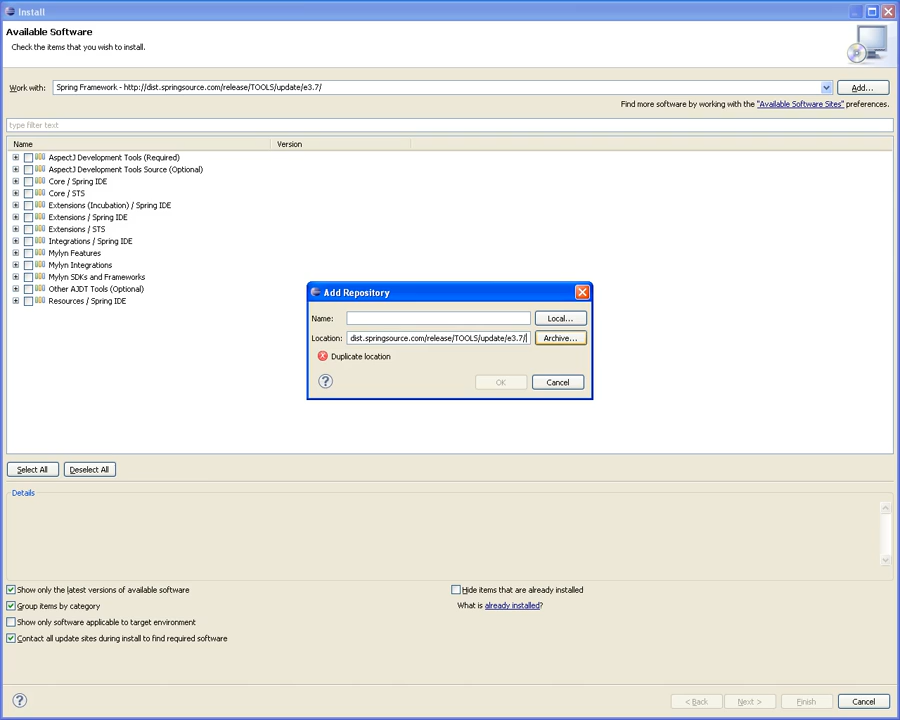 Install
Available Software
Check the items that you wish to install.
Work with: Spring Framework - http://dist.springsource.com/release/TOOLS/update/e3.7/ Add...
Find more software by working with the "Available Software Sites" preferences.
type filter text
Name Version
AspectJ Development Tools (Required)
AspectJ Development Tools Source (Optional)
Core / Spring IDE
Core / STS
Extensions (Incubation) / Spring IDE
Extensions / Spring IDE
Extensions / STS
Integrations / Spring IDE
Mylyn Features
Mylyn Integrations
Mylyn SDKs and Frameworks
Other AJDT Tools (Optional)
Resources / Spring IDE
Add Repository
Name: Local...
Location: dist.springsource.com/release/TOOLS/update/e3.7/ Archive...
Duplicate location
? OK Cancel
Select All Deselect All
Details
Show only the latest versions of available software
Hide items that are already installed
Group items by category
What is already installed?
Show only software applicable to target environment
Contact all update sites during install to find required software
? < Back Next > Finish Cancel